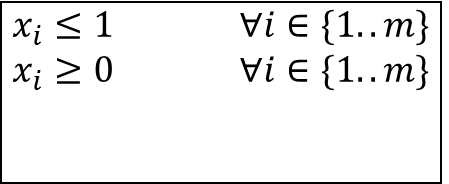 𝑥ᵢ ≤ 1 ∀𝑖 ∈ {1..𝑚}
𝑥ᵢ ≥ 0 ∀𝑖 ∈ {1..𝑚}